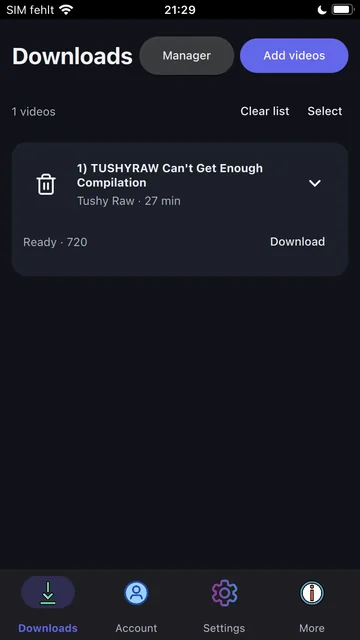 SIM fehlt 21:29
Downloads Manager Add videos
1 videos Clear list Select
1) TUSHYRAW Can't Get Enough
Compilation
Tushy Raw · 27 min
Ready · 720 Download
Downloads Account Settings More